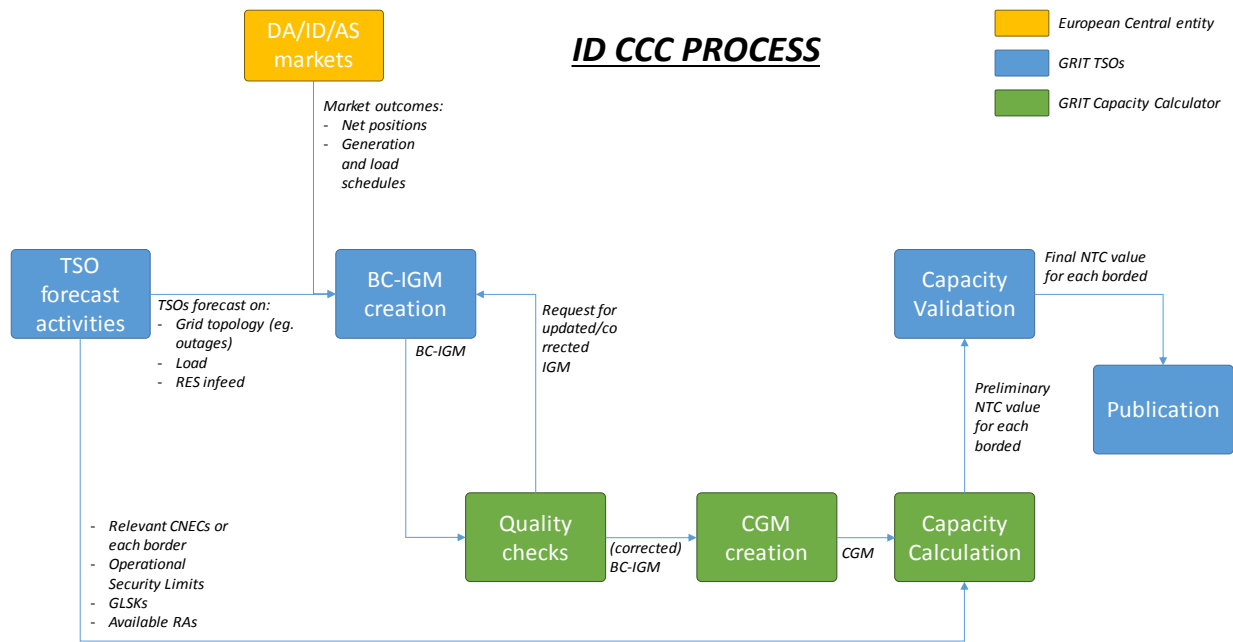 DA/ID/AS
markets
ID CCC PROCESS
European Central entity
GRIT TSOs
GRIT Capacity Calculator
Market outcomes:
- Net positions
- Generation
and load
schedules
TSO
forecast
activities
TSOs forecast on:
- Grid topology (eg.
outages)
- Load
- RES infeed
BC-IGM
creation
BC-IGM
Request for
updated/co
rrected
IGM
Capacity
Validation
Final NTC value
for each borded
Publication
Preliminary
NTC value
for each
borded
- Relevant CNECs or
each border
- Operational
Security Limits
- GLSKs
- Available RAs
Quality
checks
(corrected)
BC-IGM
CGM
creation
CGM
Capacity
Calculation